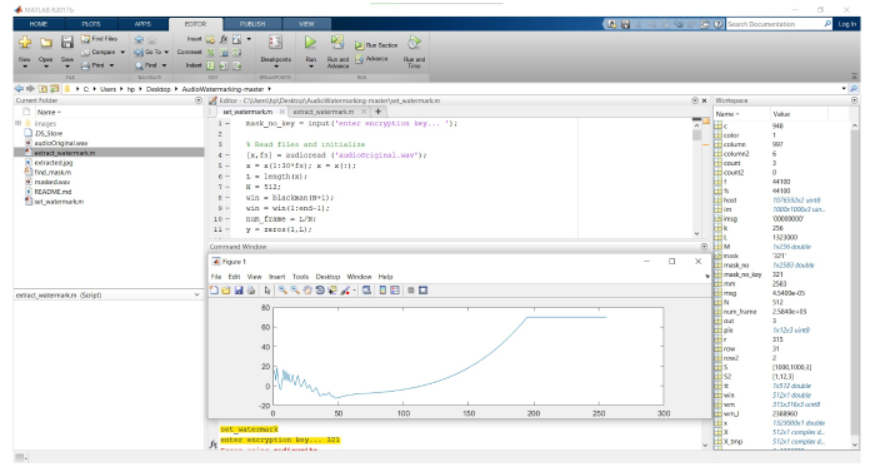 MATLAB R2017b
HOME PLOTS APPS EDITOR PUBLISH VIEW
Search Documentation Log In
New Open Save Find Files Compare Print Go To Find Insert Comment Indent Breakpoints Run Run and Advance Run Section Advance Run and Time
FILE NAVIGATE EDIT BREAKPOINTS RUN
C: Users hp Desktop AudioWatermarking-master
Current Folder
Name
images
.DS_Store
audioOriginal.wav
extract_watermark.m
extracted.jpg
find_mask.m
masked.wav
README.md
set_watermark.m
extract_watermark.m (Script)
Editor - C:\Users\hp\Desktop\AudioWatermarking-master\set_watermark.m
set_watermark.m extract_watermark.m
1 mask_no_key = input('enter encryption key... ');
2
3 % Read files and initialize
4 [x,fs] = audioread ('audioOriginal.wav');
5 x = x(1:30*fs); x = x(:);
6 L = length(x);
7 N = 512;
8 win = blackman(N+1);
9 win = win(1:end-1);
10 num_frame = L/N;
11 y = zeros(1,L);
Command Window
Figure 1
File Edit View Insert Tools Desktop Window Help
80
60
40
20
0
-20
0 50 100 150 200 250 300
set_watermark
enter encryption key... 321
Error using audiowrite
Workspace
Name Value
c 948
color 1
column 997
column2 6
count 3
count2 0
f 44100
fs 44100
host 1076592x1 uint8
im 1000x1000x3 uin...
imsg '00000000'
k 256
L 1323000
M 1x256 double
mask '321'
mask_no 1x2583 double
mask_no_key 321
mm 2583
msg 4.5400e-05
N 512
num_frame 2.5840e+03
out 3
pix 1x12x3 uint8
r 315
row 31
row2 2
S [1000,1000,3]
S2 [1,12,3]
tt 1x512 double
win 512x1 double
wm 315x316x3 uint8
wm_l 2388960
x 1323000x1 double
X 512x1 complex d...
X_tmp 512x1 complex d...